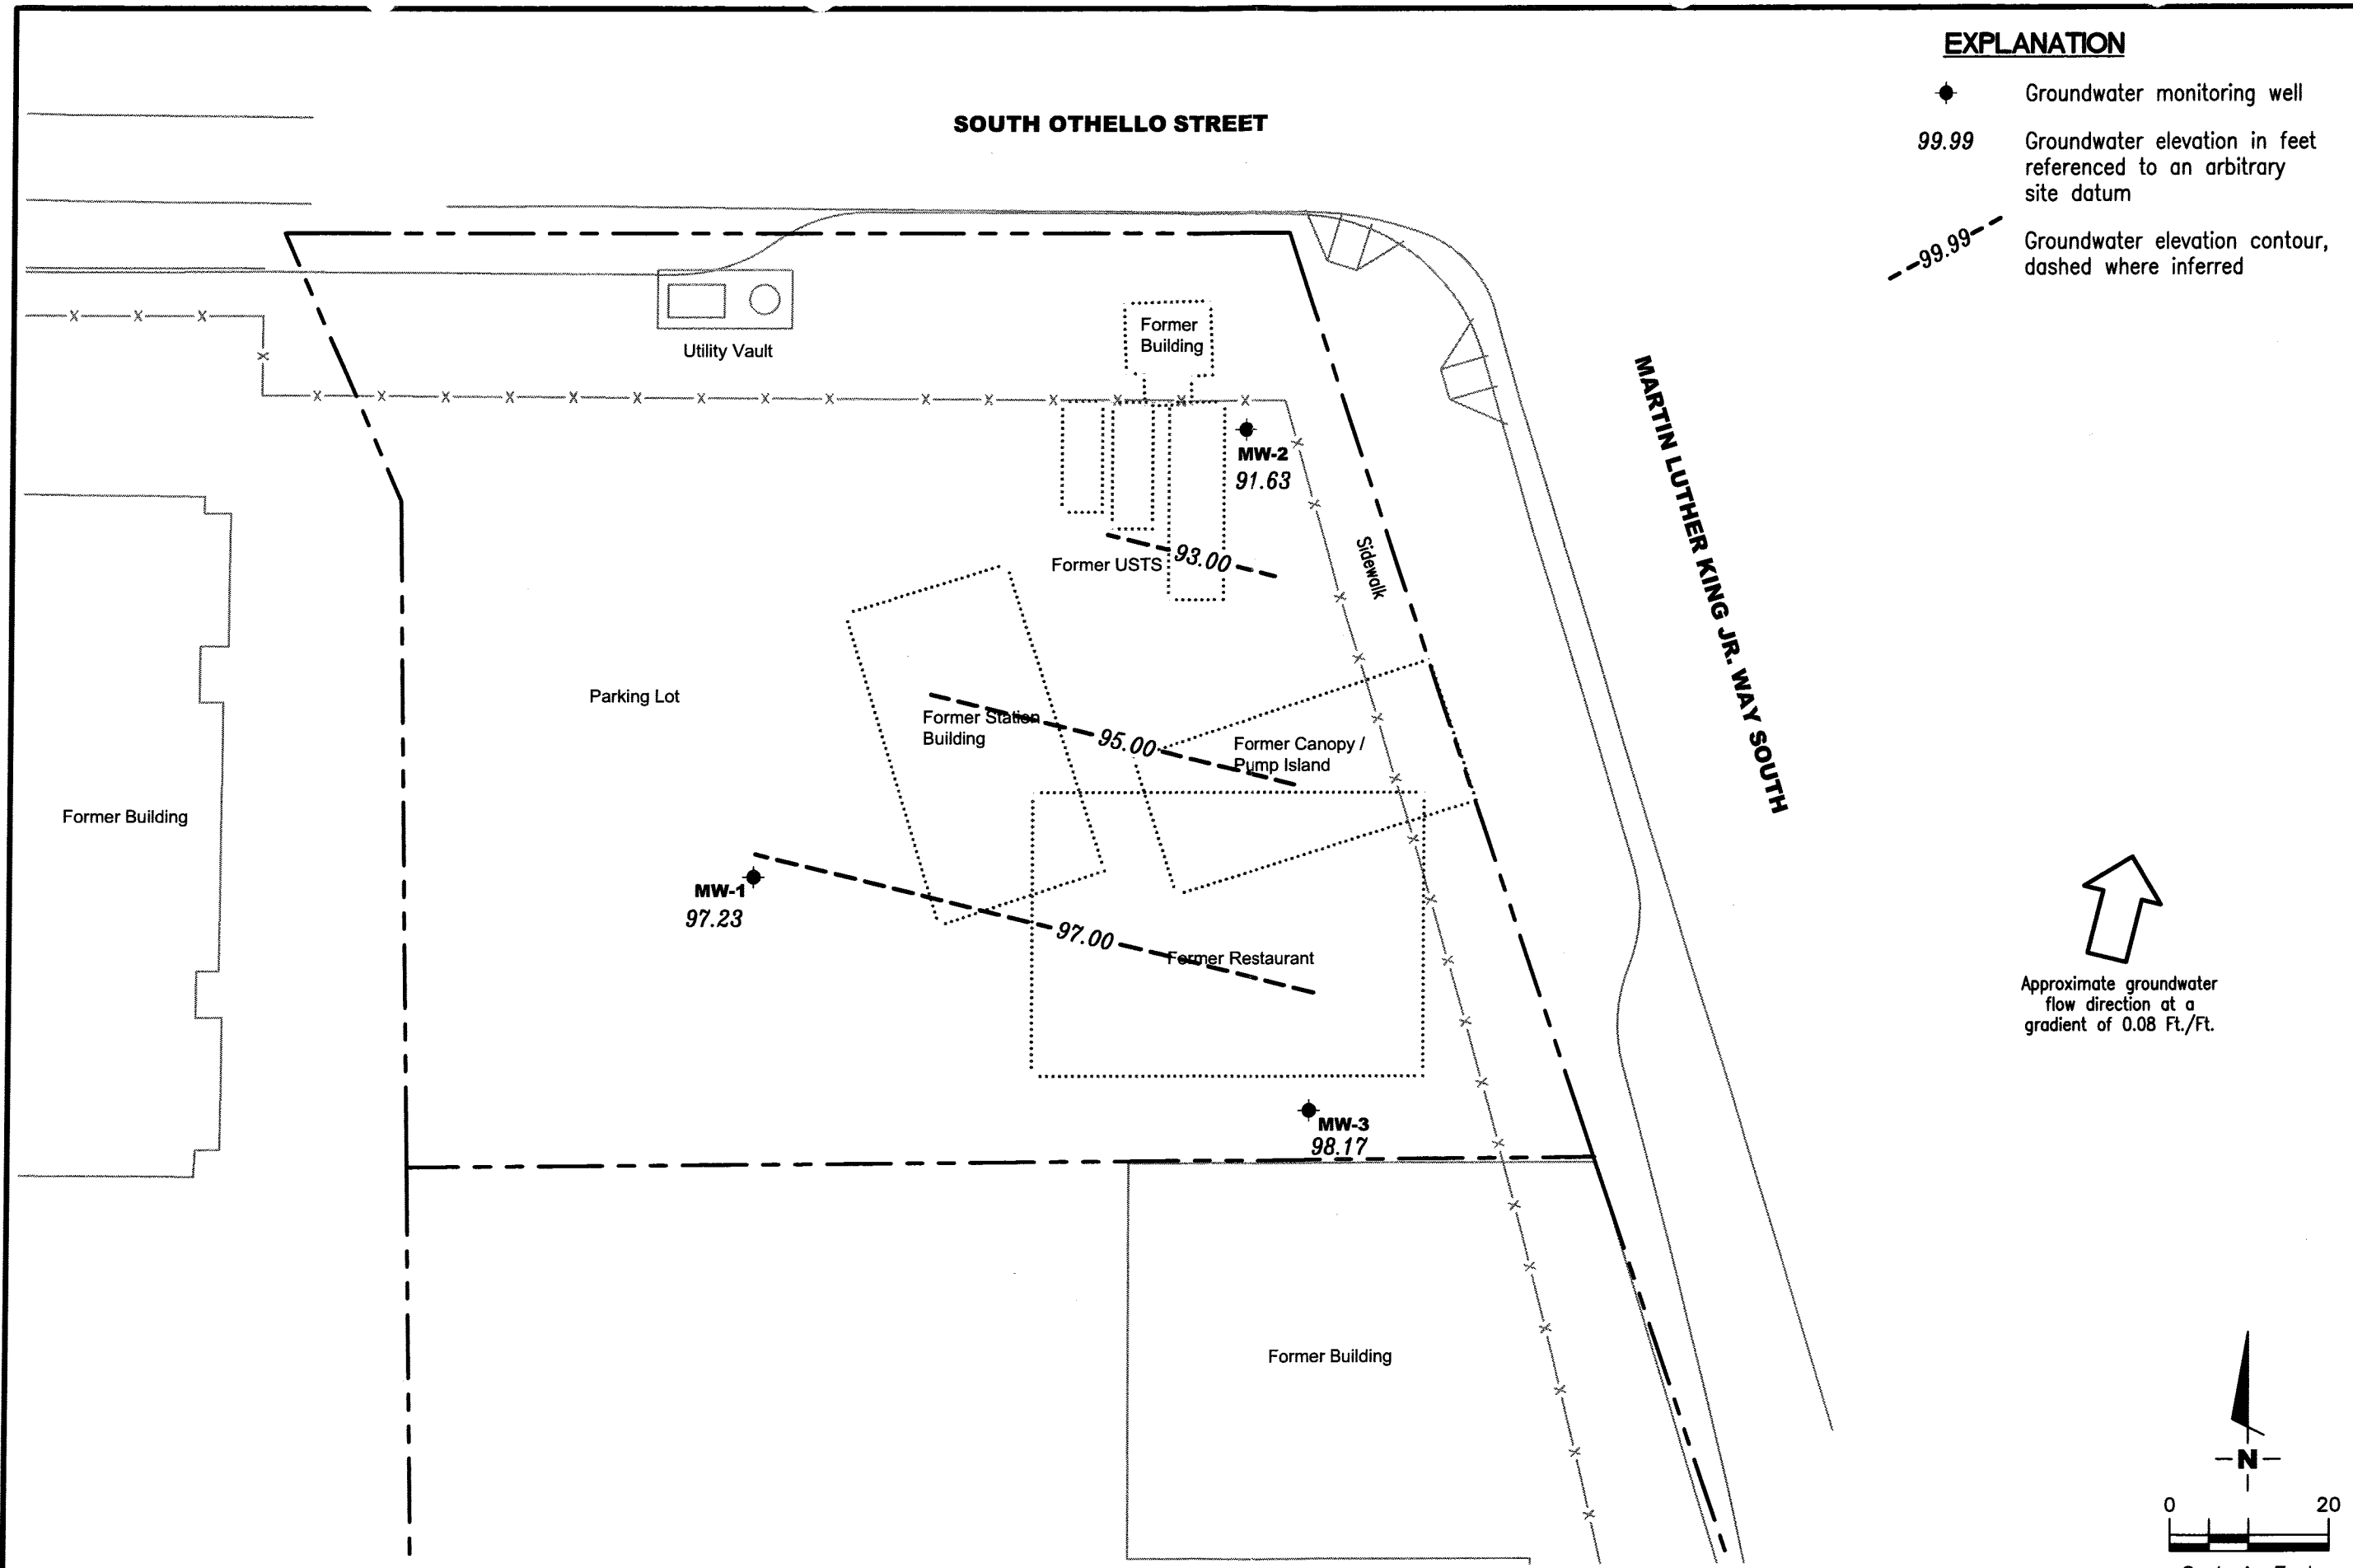 EXPLANATION
Groundwater monitoring well
99.99
Groundwater elevation in feet
referenced to an arbitrary
site datum
99.99
Groundwater elevation contour,
dashed where inferred
SOUTH OTHELLO STREET
Former
Building
Utility Vault
MW-2
91.63
MARTIN LUTHER KING JR. WAY SOUTH
Sidewalk
93.00
Former USTS
Parking Lot
Former Station
Building
95.00
Former Canopy /
Pump Island
Former Building
MW-1
97.23
97.00
Former Restaurant
Approximate groundwater
flow direction at a
gradient of 0.08 Ft./Ft.
MW-3
98.17
Former Building
N
0 20